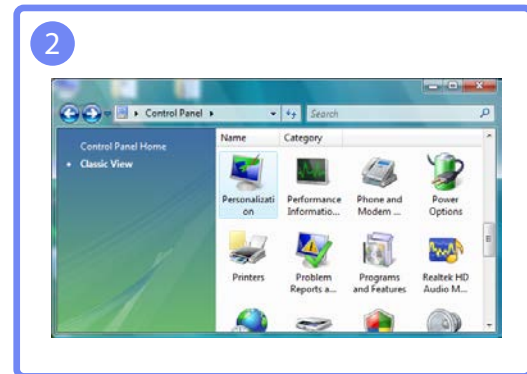 2
Control Panel
Search
Control Panel Home
Classic View
Name Category
Personalizati
on
Performance
Informatio...
Phone and
Modem ...
Power
Options
Printers
Problem
Reports a...
Programs
and Features
Realtek HD
Audio M...